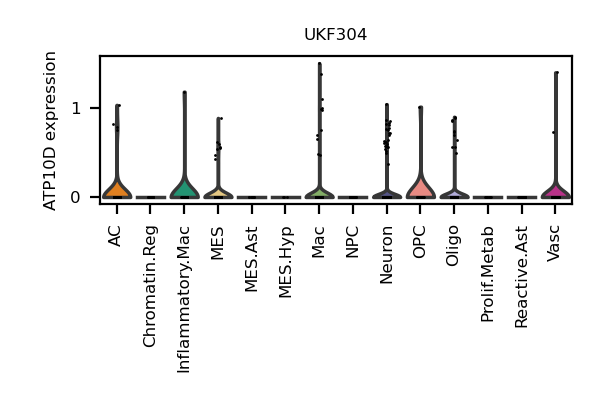 UKF304
ATP10D expression
1
0
AC
Chromatin.Reg
Inflammatory.Mac
MES
MES.Ast
MES.Hyp
Mac
NPC
Neuron
OPC
Oligo
Prolif.Metab
Reactive.Ast
Vasc